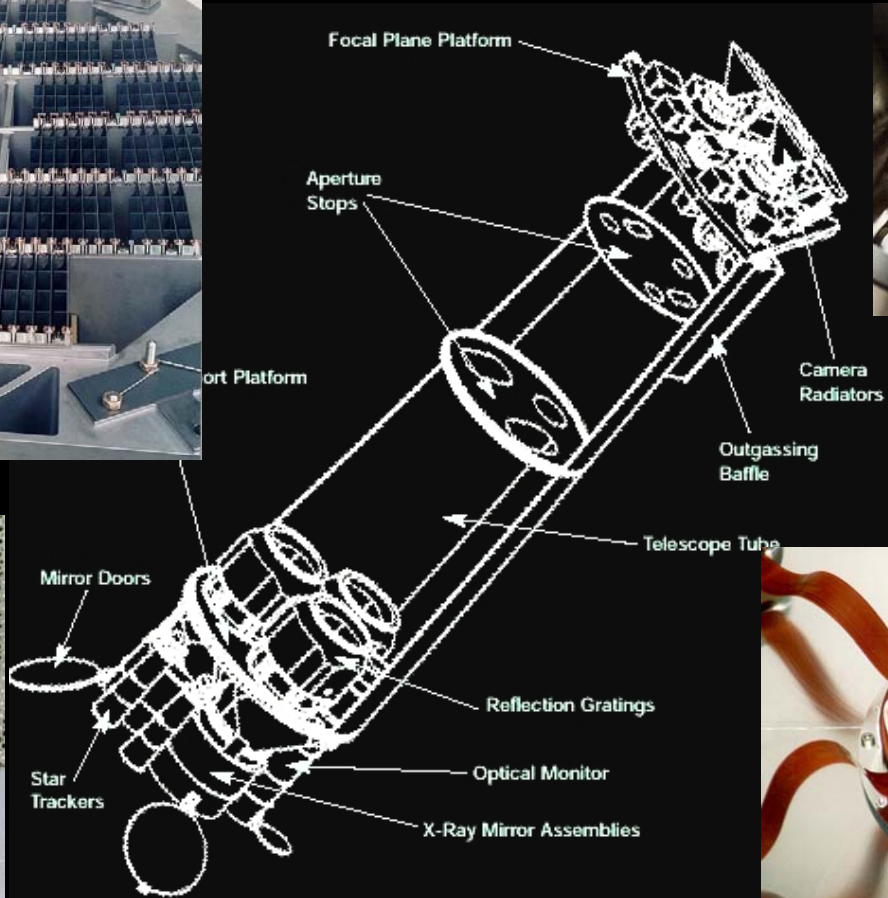 Focal Plane Platform
Aperture
Stops
ort Platform
Camera
Radiators
Outgassing
Baffle
Telescope Tube
Mirror Doors
Reflection Gratings
Star
Trackers
Optical Monitor
X-Ray Mirror Assemblies